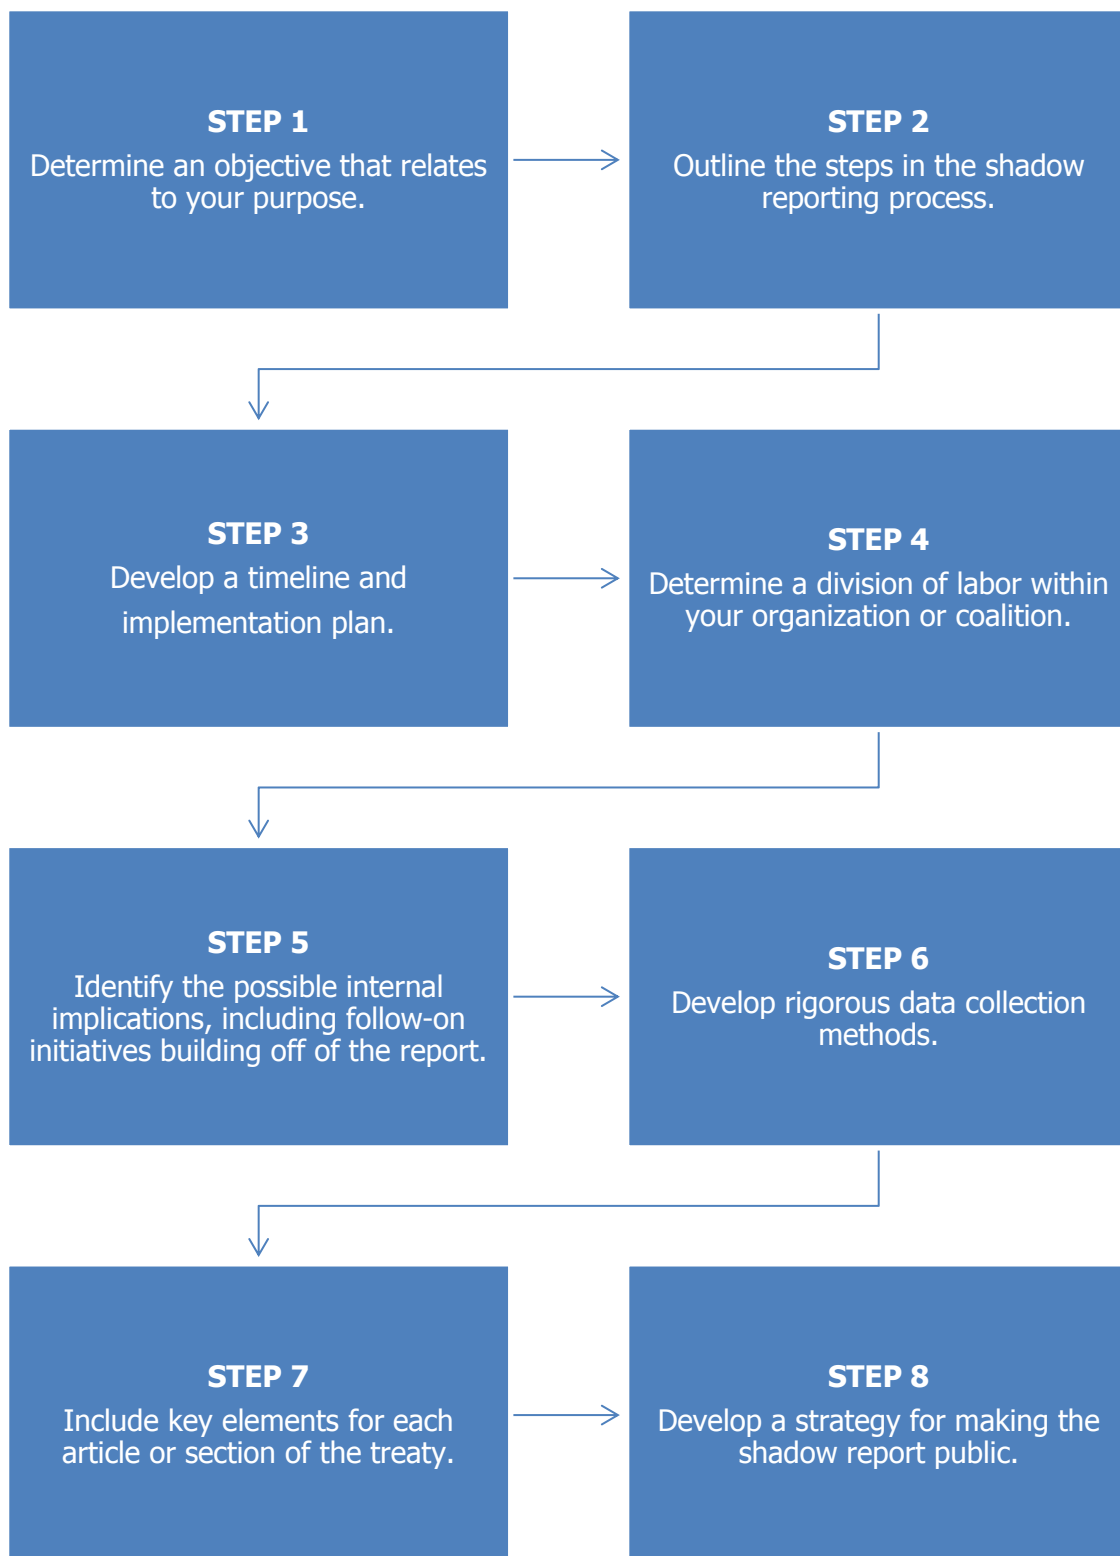 STEP 1
Determine an objective that relates
to your purpose.
STEP 2
Outline the steps in the shadow
reporting process.
STEP 3
Develop a timeline and
implementation plan.
STEP 4
Determine a division of labor within
your organization or coalition.
STEP 5
Identify the possible internal
implications, including follow-on
initiatives building off of the report.
STEP 6
Develop rigorous data collection
methods.
STEP 7
Include key elements for each
article or section of the treaty.
STEP 8
Develop a strategy for making the
shadow report public.